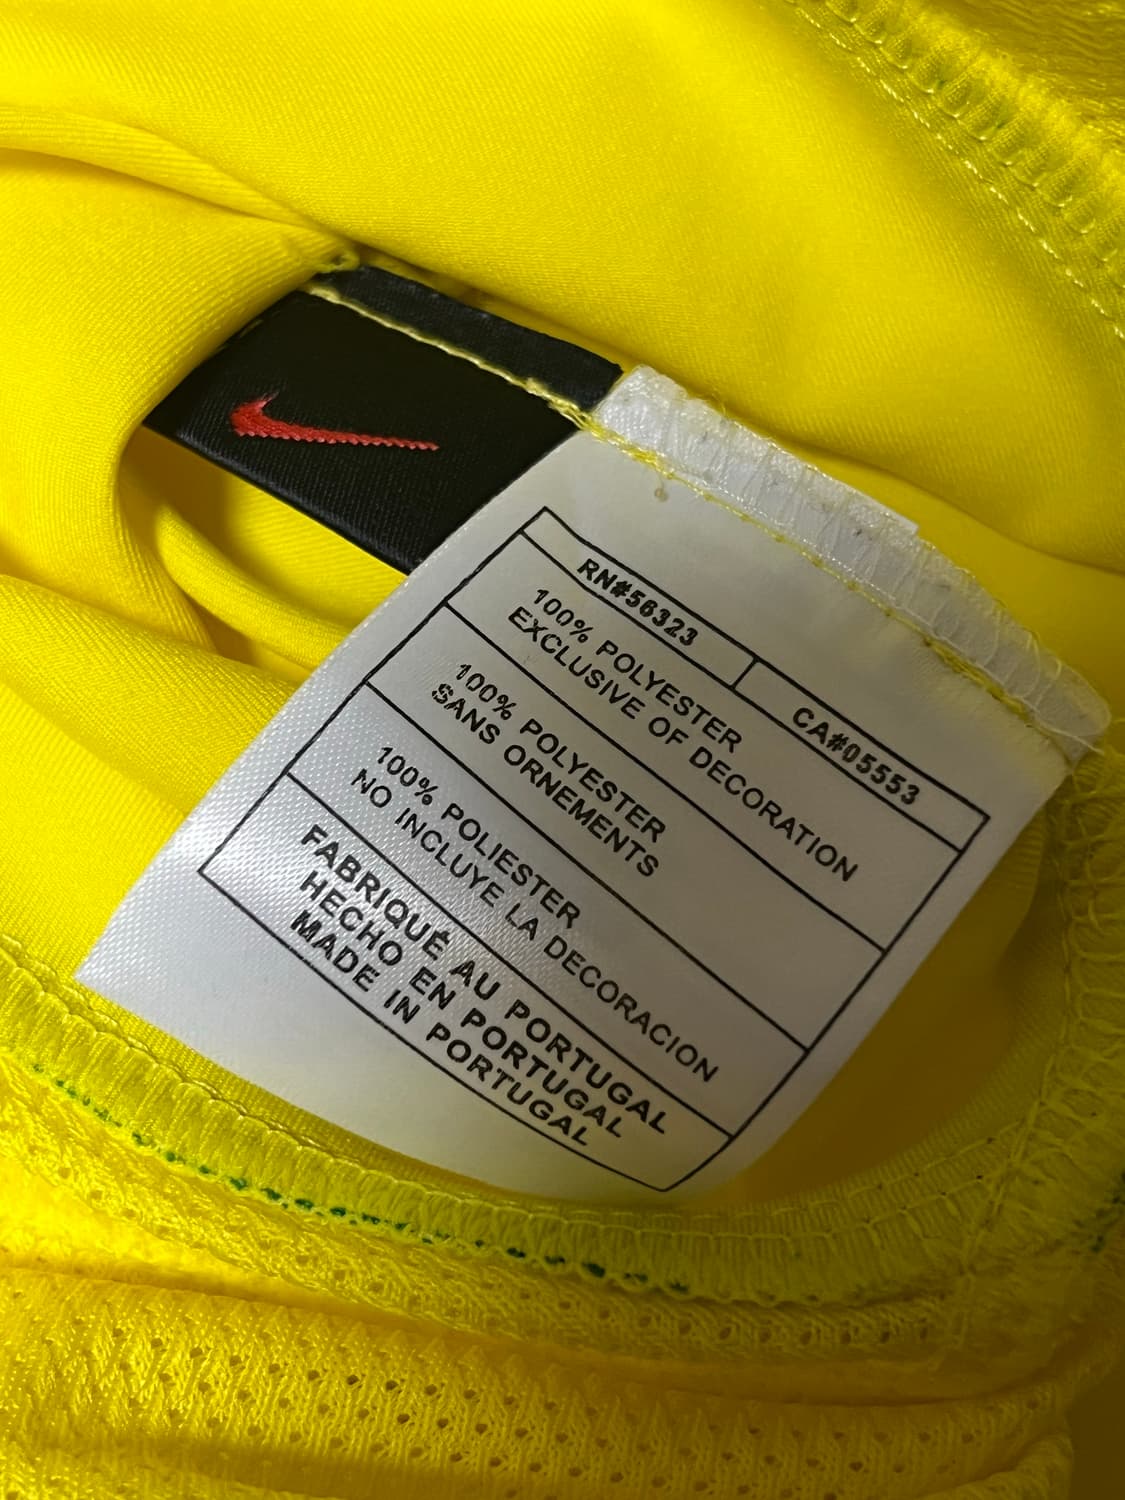 RN#56323 CA#05553
100% POLYESTER
EXCLUSIVE OF DECORATION
100% POLYESTER
SANS ORNEMENTS
100% POLIESTER
NO INCLUYE LA DECORACION
FABRIQUÉ AU PORTUGAL
HECHO EN PORTUGAL
MADE IN PORTUGAL